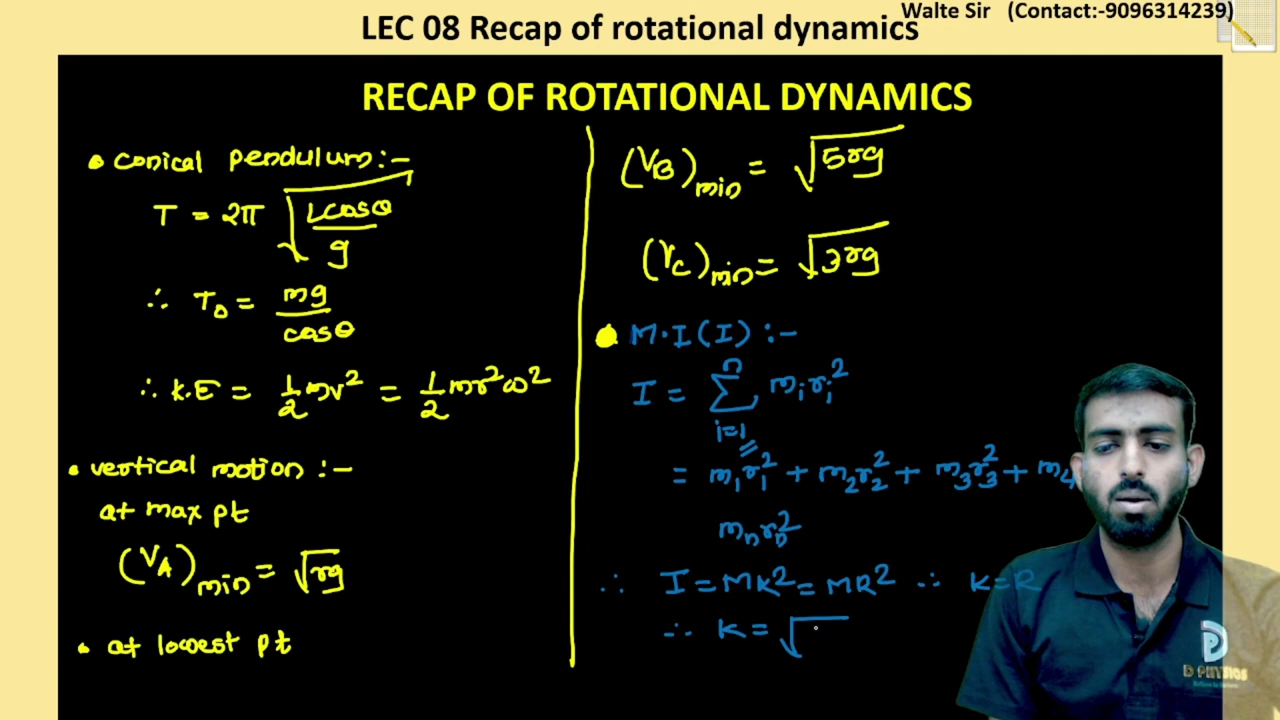 Walte Sir (Contact:-9096314239)
LEC 08 Recap of rotational dynamics
RECAP OF ROTATIONAL DYNAMICS
• conical pendulum:-
T = 2π √(Lcosθ/g)
∴ T₀ = mg/cosθ
∴ K.E = 1/2 mv² = 1/2 mr²ω²
• vertical motion :-
at max pt
(V_A)min = √rg
• at lowest pt
(V_B)min = √5rg
(V_C)min = √3rg
• M.I (I) :-
I = Σ_{i=1}^{n} mᵢrᵢ²
= m₁r₁² + m₂r₂² + m₃r₃² + m₄
mₙrₙ²
∴ I = MK² = MR² ∴ K=R
∴ K = √
D PHYSICS